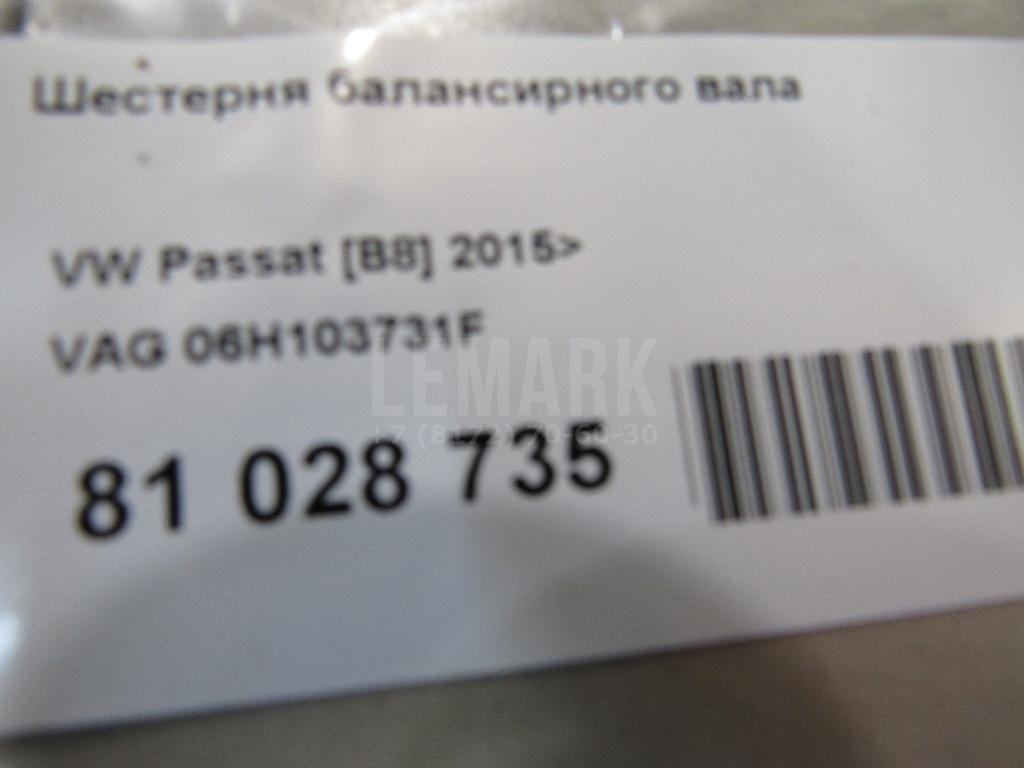 Шестерня балансирного вала
VW Passat [B8] 2015>
VAG 06H103731F
LEMARK
81 028 735